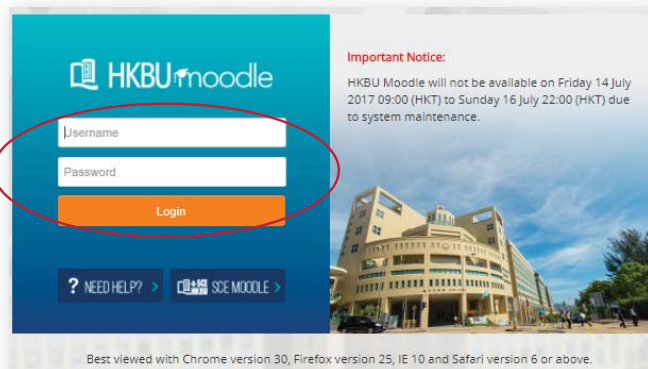 HKBU moodle
Username
Password
Login
? NEED HELP? >
SCE MOODLE >
Important Notice:
HKBU Moodle will not be available on Friday 14 July
2017 09:00 (HKT) to Sunday 16 July 22:00 (HKT) due
to system maintenance.
Best viewed with Chrome version 30, Firefox version 25, IE 10 and Safari version 6 or above.